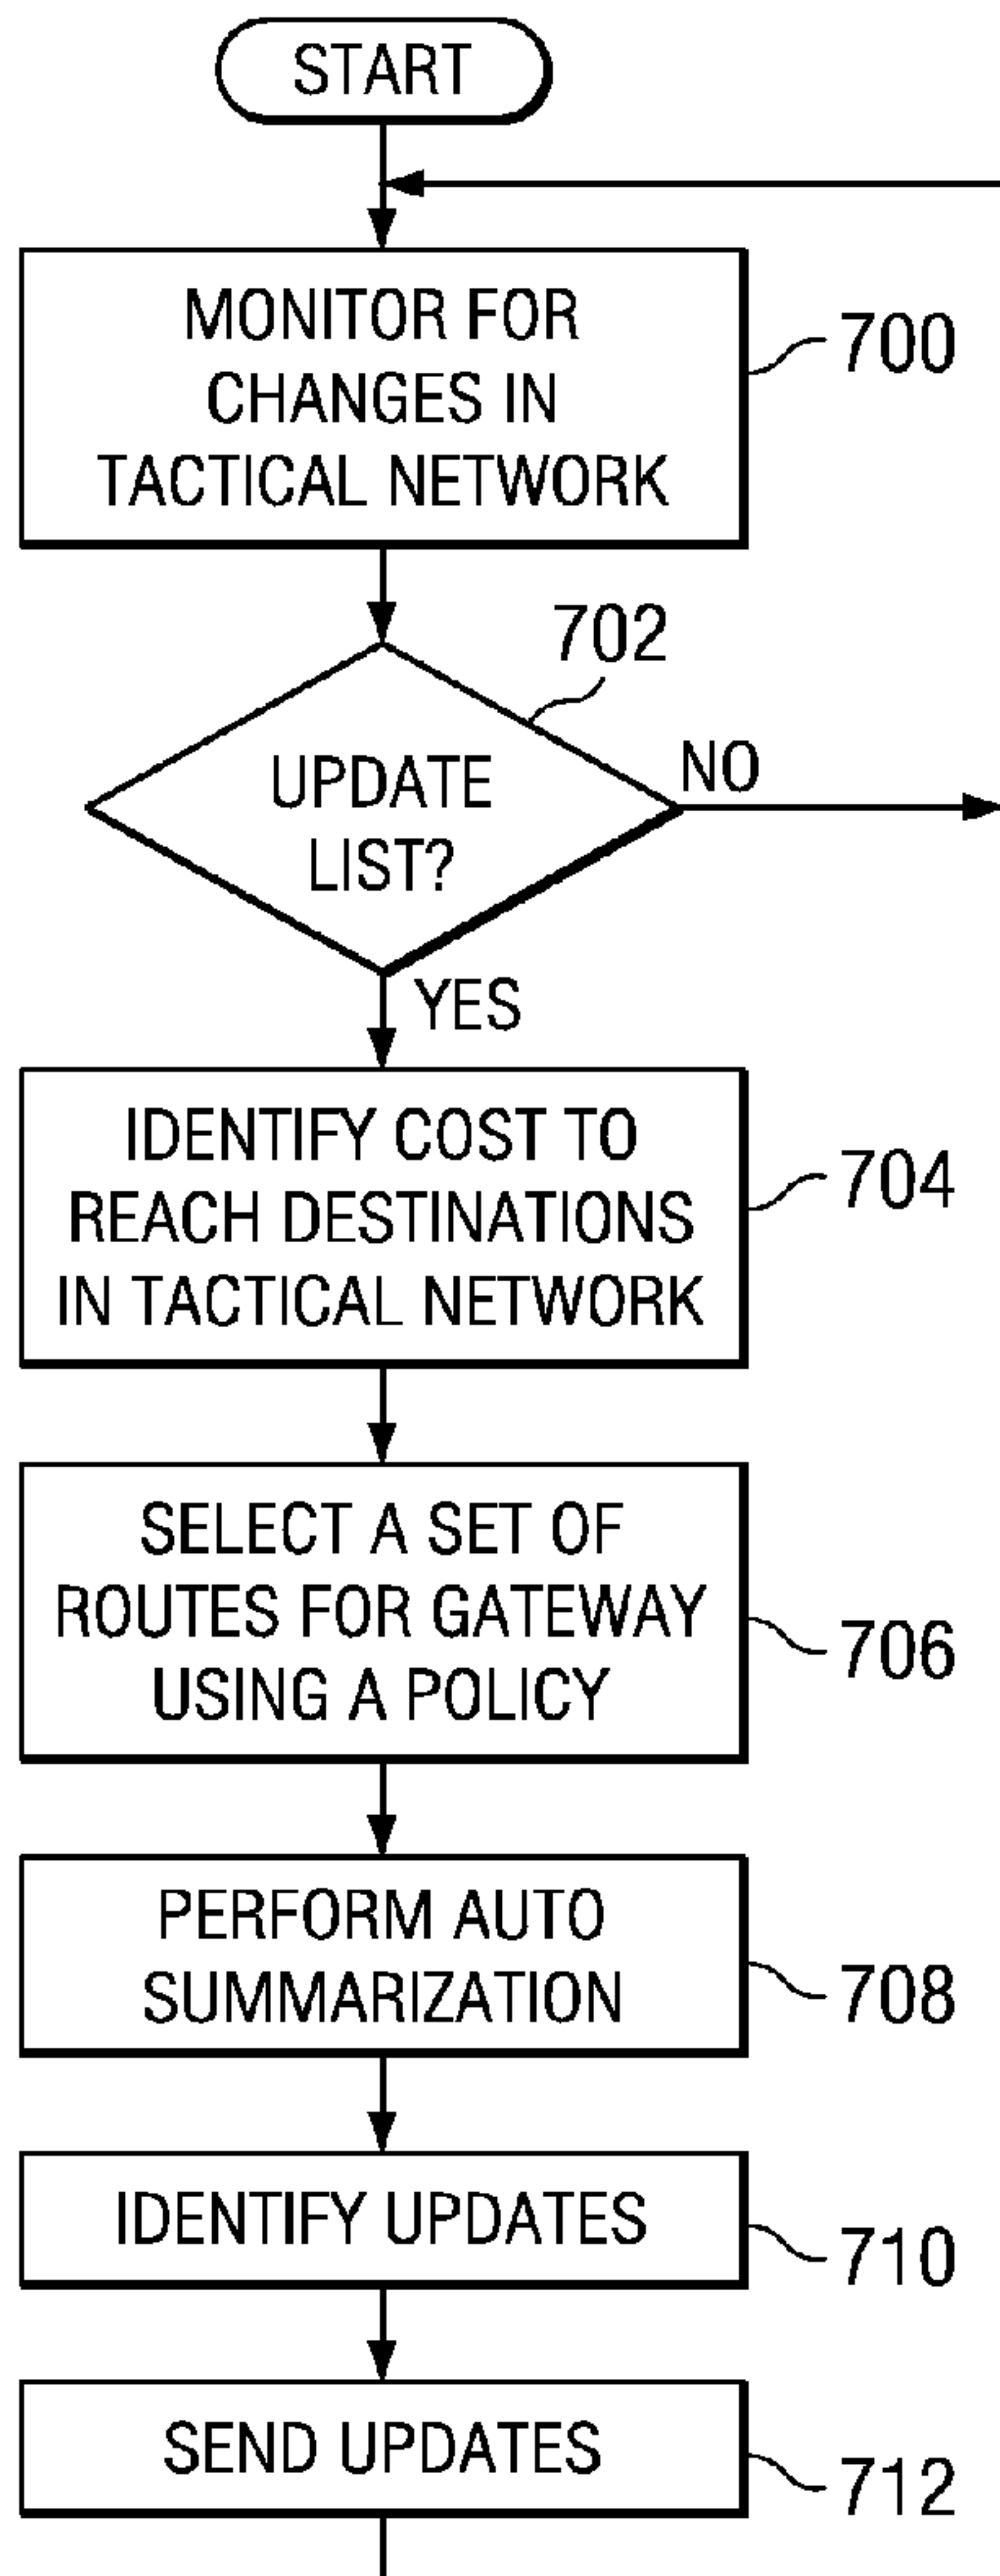 START
MONITOR FOR
CHANGES IN
TACTICAL NETWORK
700
702
UPDATE
LIST?
NO
YES
IDENTIFY COST TO
REACH DESTINATIONS
IN TACTICAL NETWORK
704
SELECT A SET OF
ROUTES FOR GATEWAY
USING A POLICY
706
PERFORM AUTO
SUMMARIZATION
708
IDENTIFY UPDATES
710
SEND UPDATES
712